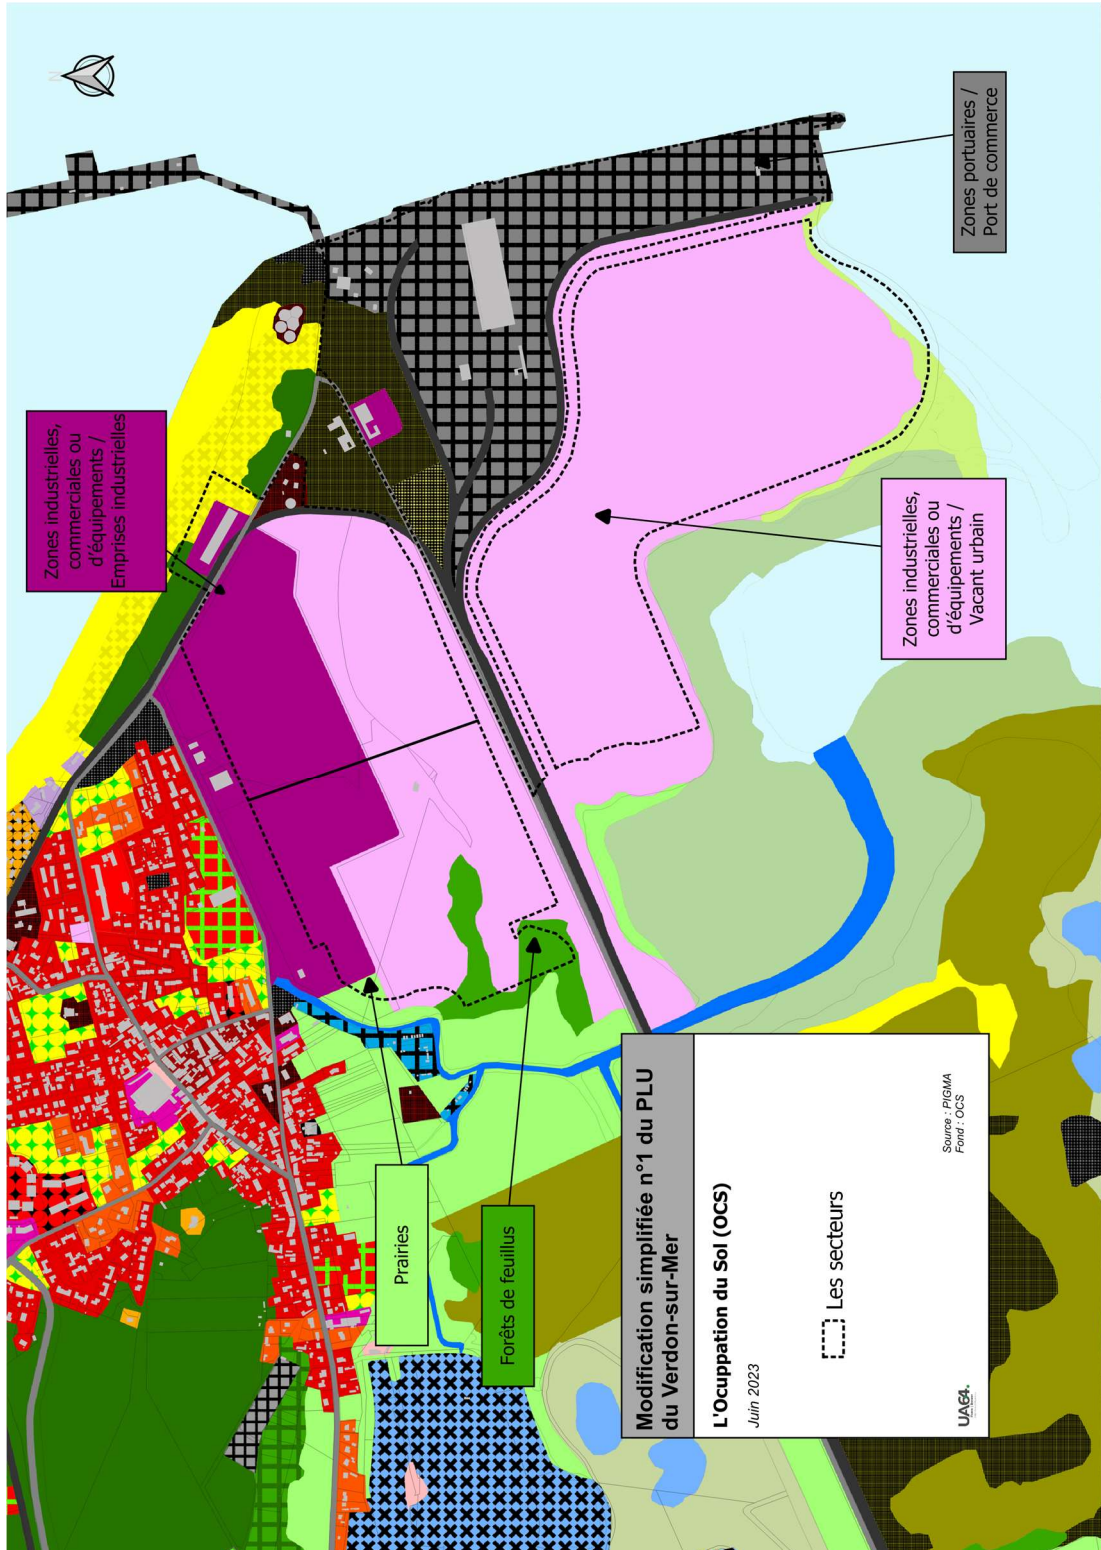 N
Zones portuaires /
Port de commerce
Zones industrielles,
commerciales ou
d'équipements /
Emprises industrielles
Zones industrielles,
commerciales ou
d'équipements /
Vacant urbain
Prairies
Forêts de feuillus
Modification simplifiée n°1 du PLU
du Verdon-sur-Mer
L'Ocuppation du Sol (OCS)
Juin 2023
Les secteurs
Source : PIGMA
Fond : OCS
UA64.